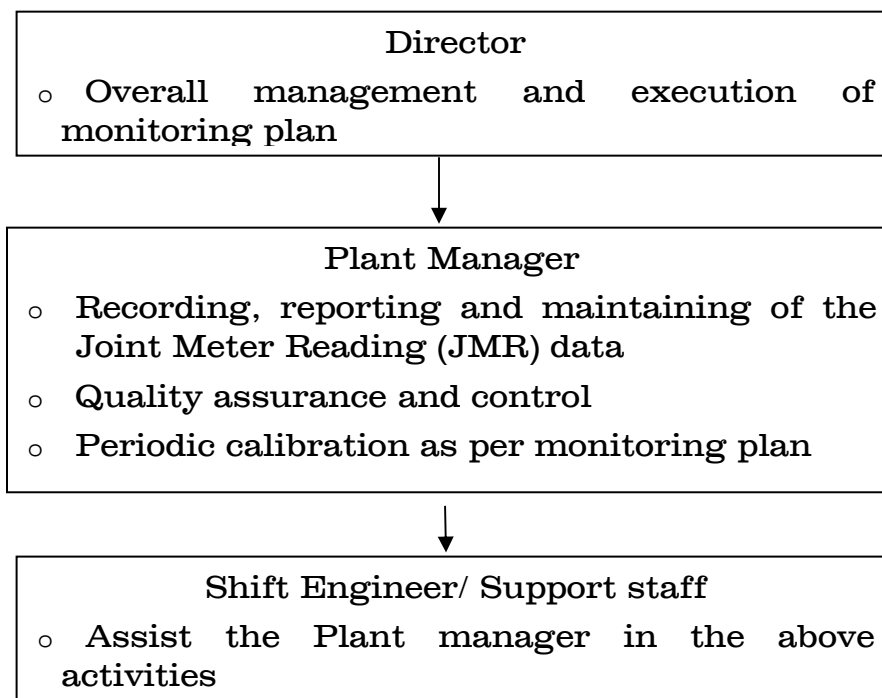 Director
o Overall management and execution of
monitoring plan
Plant Manager
o Recording, reporting and maintaining of the
Joint Meter Reading (JMR) data
o Quality assurance and control
o Periodic calibration as per monitoring plan
Shift Engineer/ Support staff
o Assist the Plant manager in the above
activities